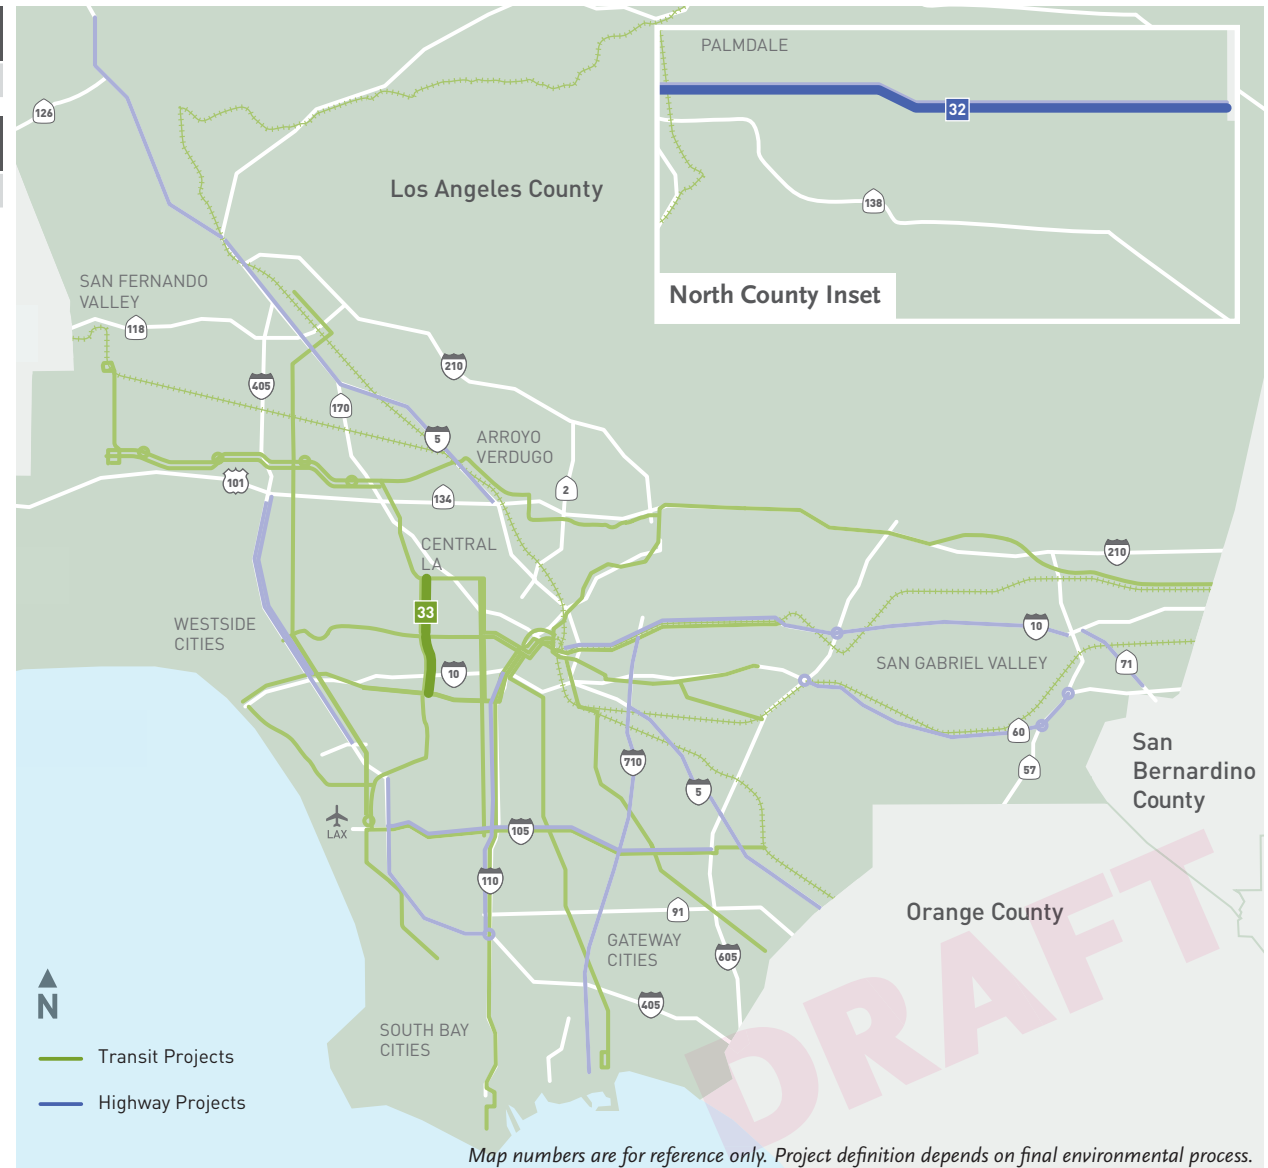 PALMDALE
32
126
138
Los Angeles County
North County Inset
SAN FERNANDO
VALLEY
118
210
405
170
5
ARROYO
VERDUGO
101
134
2
CENTRAL
LA
210
33
WESTSIDE
CITIES
10
10
SAN GABRIEL VALLEY
71
60
57
San
Bernardino
County
710
5
LAX
105
110
91
Orange County
GATEWAY
CITIES
605
405
SOUTH BAY
CITIES
N
Transit Projects
Highway Projects
DRAFT
Map numbers are for reference only. Project definition depends on final environmental process.